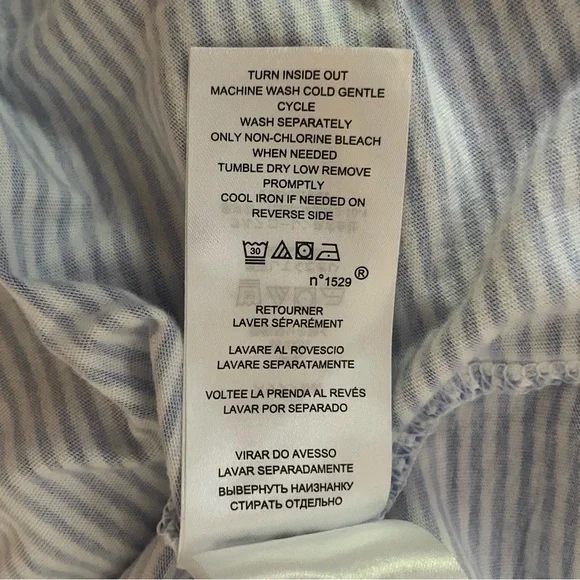 TURN INSIDE OUT
MACHINE WASH COLD GENTLE
CYCLE
WASH SEPARATELY
ONLY NON-CHLORINE BLEACH
WHEN NEEDED
TUMBLE DRY LOW REMOVE
PROMPTLY
COOL IRON IF NEEDED ON
REVERSE SIDE
30
n°1529 ®
RETOURNER
LAVER SÉPARÉMENT
LAVARE AL ROVESCIO
LAVARE SEPARATAMENTE
VOLTEE LA PRENDA AL REVÉS
LAVAR POR SEPARADO
VIRAR DO AVESSO
LAVAR SEPARADAMENTE
ВЫВЕРНУТЬ НАИЗНАНКУ
СТИРАТЬ ОТДЕЛЬНО